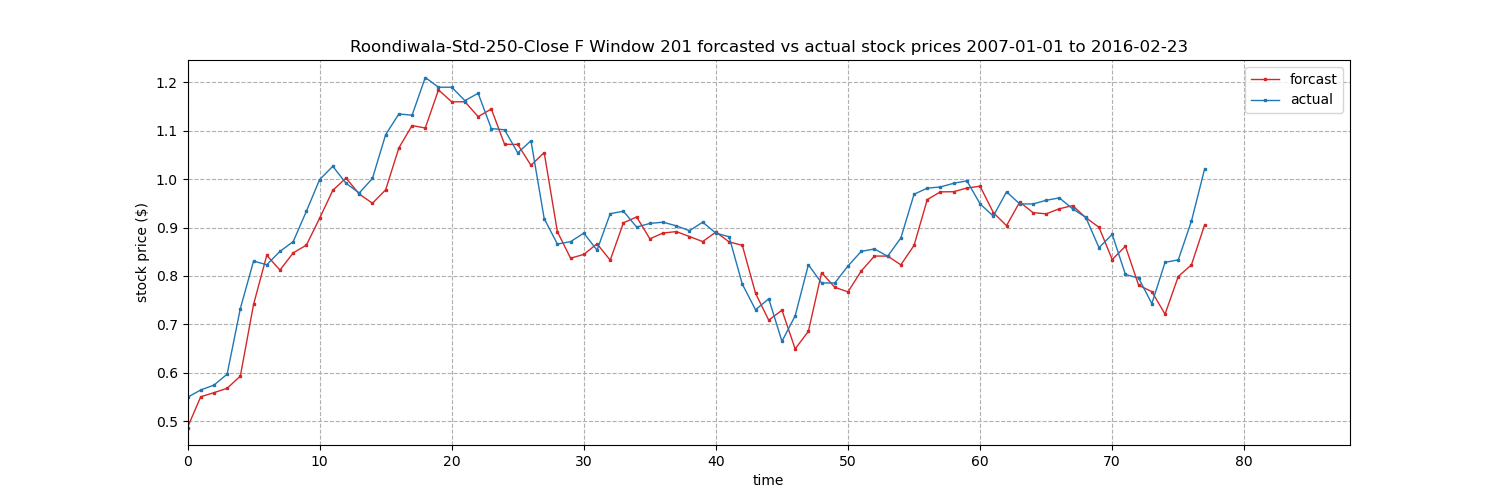 Roondiwala-Std-250-Close F Window 201 forcasted vs actual stock prices 2007-01-01 to 2016-02-23
forcast
actual
stock price ($)
1.2
1.1
1.0
0.9
0.8
0.7
0.6
0.5
0 10 20 30 40 50 60 70 80
time